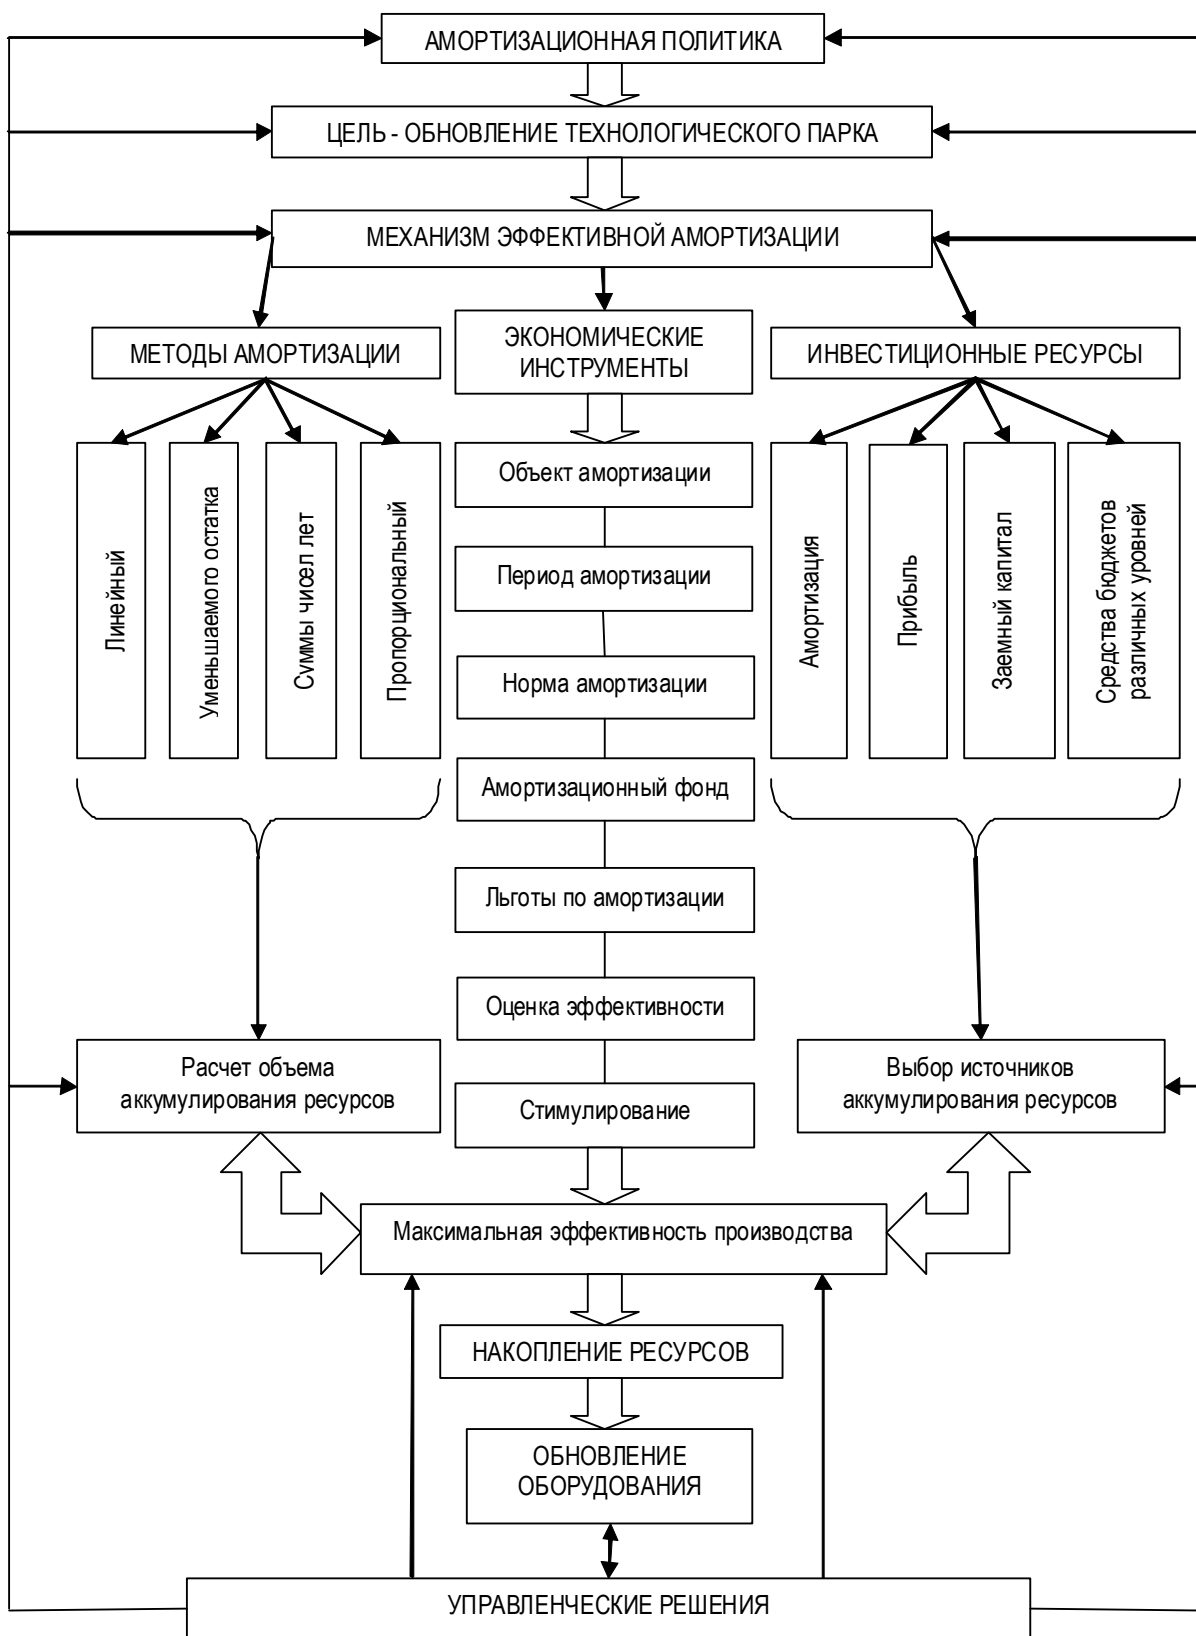 АМОРТИЗАЦИОННАЯ ПОЛИТИКА
ЦЕЛЬ - ОБНОВЛЕНИЕ ТЕХНОЛОГИЧЕСКОГО ПАРКА
МЕХАНИЗМ ЭФФЕКТИВНОЙ АМОРТИЗАЦИИ
МЕТОДЫ АМОРТИЗАЦИИ
ЭКОНОМИЧЕСКИЕ
ИНСТРУМЕНТЫ
ИНВЕСТИЦИОННЫЕ РЕСУРСЫ
Линейный
Уменьшаемого остатка
Суммы чисел лет
Пропорциональный
Объект амортизации
Период амортизации
Норма амортизации
Амортизационный фонд
Льготы по амортизации
Оценка эффективности
Стимулирование
Амортизация
Прибыль
Заемный капитал
Средства бюджетов
различных уровней
Расчет объема
аккумулирования ресурсов
Выбор источников
аккумулирования ресурсов
Максимальная эффективность производства
НАКОПЛЕНИЕ РЕСУРСОВ
ОБНОВЛЕНИЕ
ОБОРУДОВАНИЯ
УПРАВЛЕНЧЕСКИЕ РЕШЕНИЯ